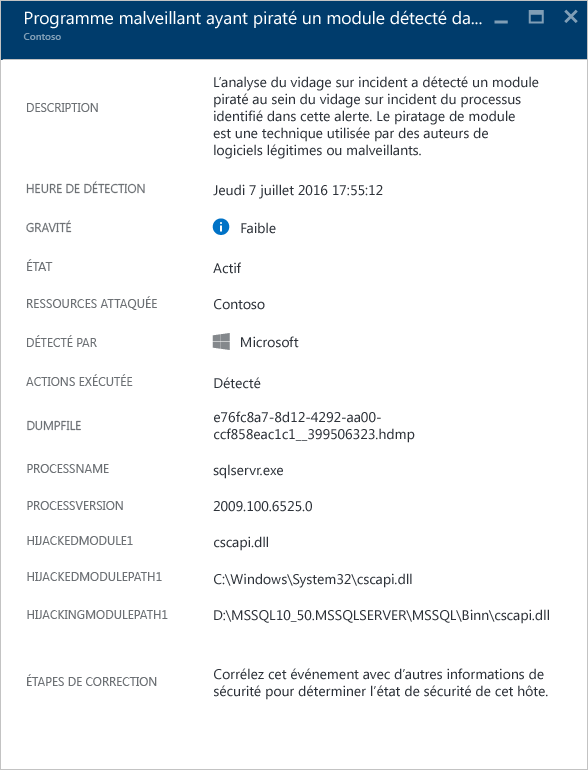 Programme malveillant ayant piraté un module détecté da...
Contoso
DESCRIPTION
L'analyse du vidage sur incident a détecté un module
piraté au sein du vidage sur incident du processus
identifié dans cette alerte. Le piratage de module
est une technique utilisée par des auteurs de
logiciels légitimes ou malveillants.
HEURE DE DÉTECTION
Jeudi 7 juillet 2016 17:55:12
GRAVITÉ
Faible
ÉTAT
Actif
RESSOURCES ATTAQUÉE
Contoso
DÉTECTÉ PAR
Microsoft
ACTIONS EXÉCUTÉE
Détecté
DUMPFILE
e76fc8a7-8d12-4292-aa00-
ccf858eac1c1__399506323.hdmp
PROCESSNAME
sqlservr.exe
PROCESSVERSION
2009.100.6525.0
HIJACKEDMODULE1
cscapi.dll
HIJACKEDMODULEPATH1
C:\Windows\System32\cscapi.dll
HIJACKINGMODULEPATH1
D:\MSSQL10_50.MSSQLSERVER\MSSQL\Binn\cscapi.dll
ÉTAPES DE CORRECTION
Corrélez cet événement avec d'autres informations de
sécurité pour déterminer l'état de sécurité de cet hôte.